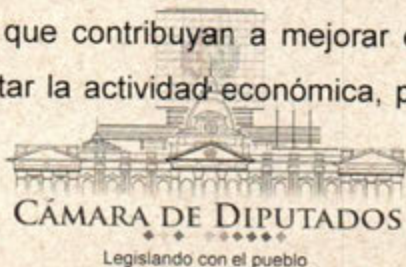 que contribuyan a mejorar
tar la actividad económica, p
CÁMARA DE DIPUTADOS
Legislando con el pueblo